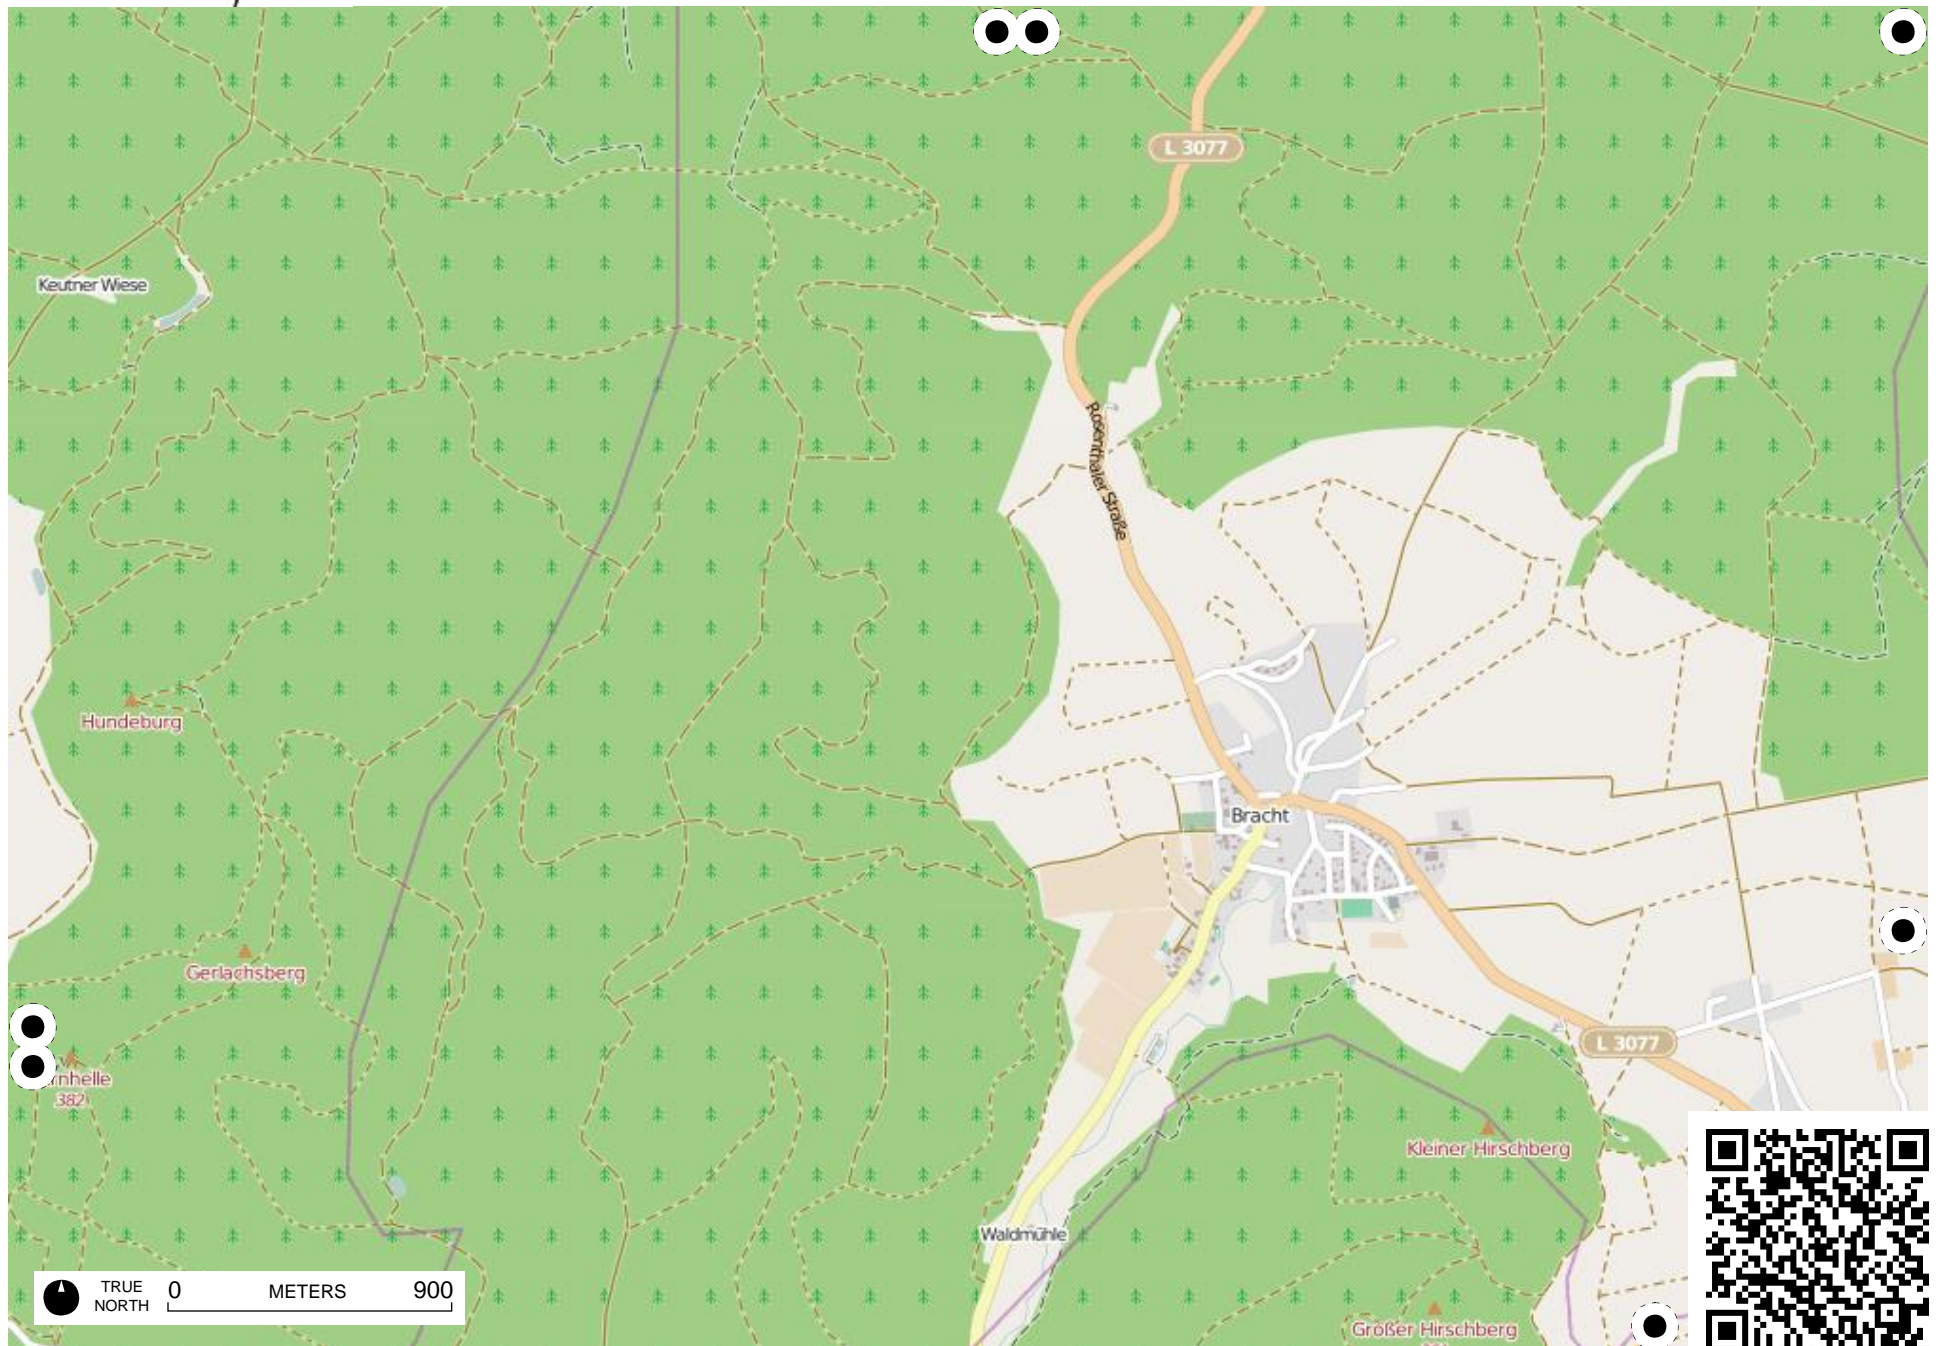 L 3077
Keutner Wiese
Rosenthaler Straße
Hundeburg
Bracht
Gerlachsberg
L 3077
382
Kleiner Hirschberg
Waldmühle
TRUE NORTH
0 METERS 900
Großer Hirschberg